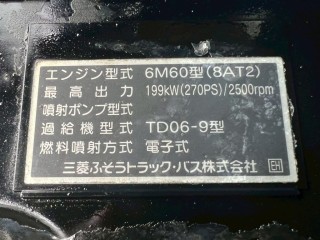 エンジン型式 6M60型(8AT2)
最高出力 199kW(270PS)/2500rpm
噴射ポンプ型式
過給機型式 TD06-9型
燃料噴射方式 電子式
三菱ふそうトラック・バス株式会社